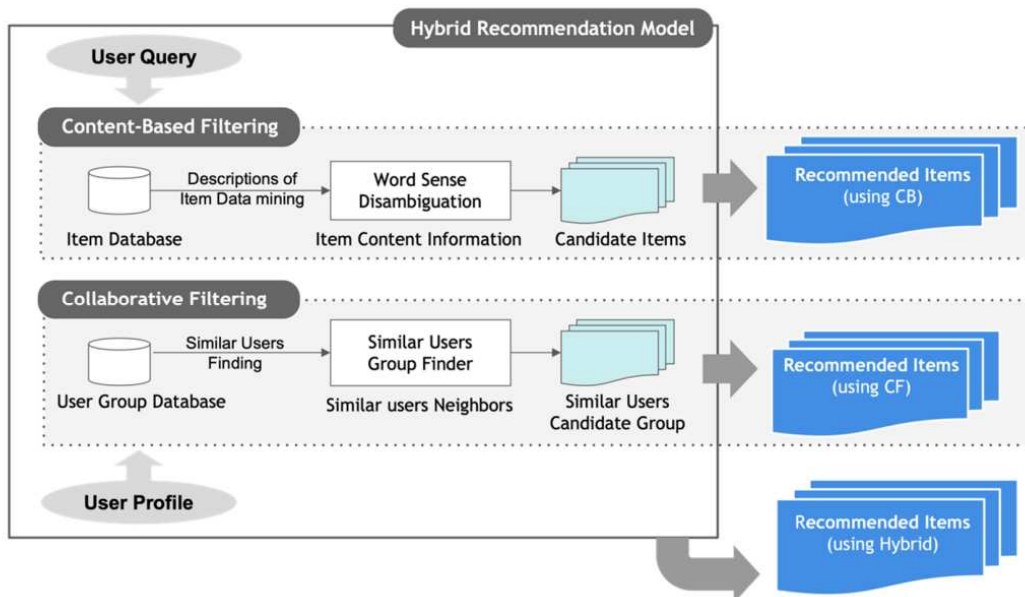 Hybrid Recommendation Model
User Query
Content-Based Filtering
Descriptions of
Item Data mining
Word Sense
Disambiguation
Item Database
Item Content Information
Candidate Items
Recommended Items
(using CB)
Collaborative Filtering
Similar Users
Finding
Similar Users
Group Finder
User Group Database
Similar users Neighbors
Similar Users
Candidate Group
Recommended Items
(using CF)
User Profile
Recommended Items
(using Hybrid)